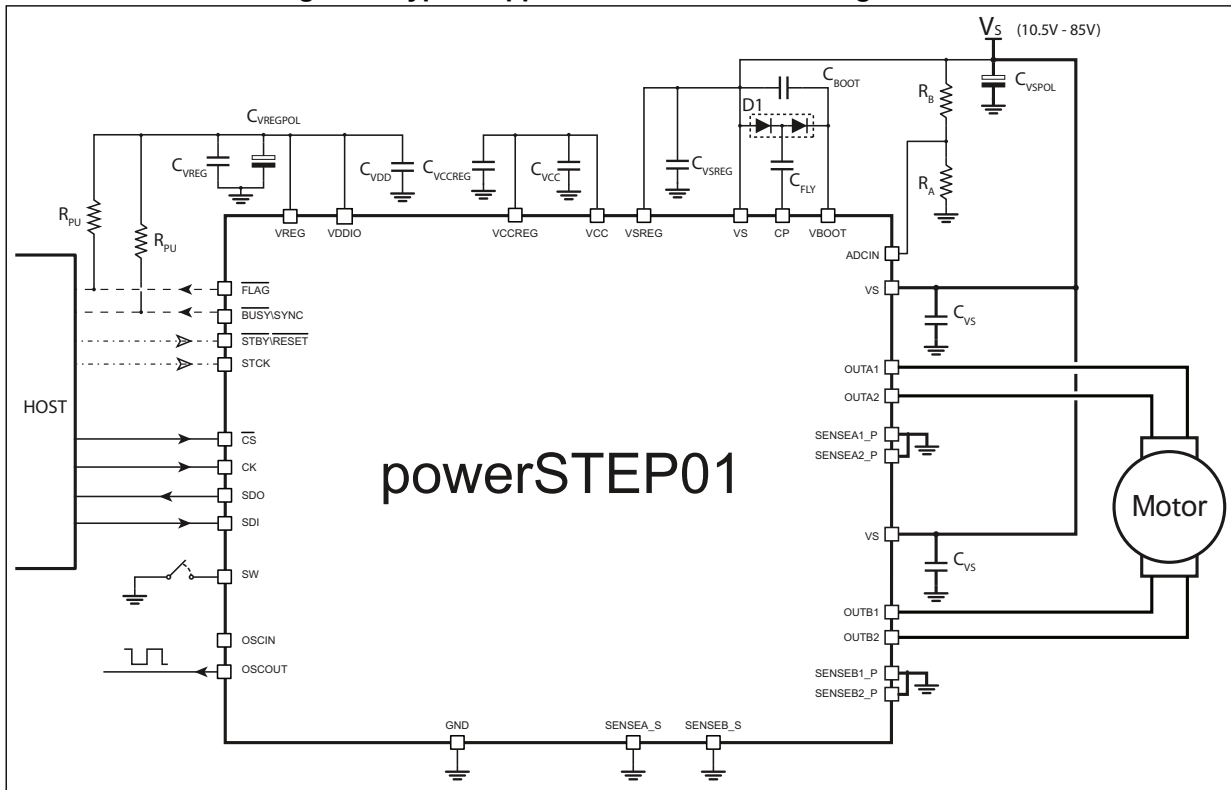 Vs (10.5V - 85V)
CBOOT
RB
CVSPOL
D1
CVREGPOL
CVREG
CVDD
CVCCREG
CVCC
CVSREG
CFLY
RA
RPU
RPU
VREG
VDDIO
VCCREG
VCC
VSREG
VS
CP
VBOOT
ADCIN
FLAG
VS
BUSY\SYNC
CVS
STBY\RESET
STCK
HOST
OUTA1
OUTA2
CS
SENSEA1_P
CK
SENSEA2_P
powerSTEP01
SDO
Motor
SDI
VS
CVS
SW
OUTB1
OSCIN
OUTB2
OSCOUT
SENSEB1_P
SENSEB2_P
GND
SENSEA_S
SENSEB_S